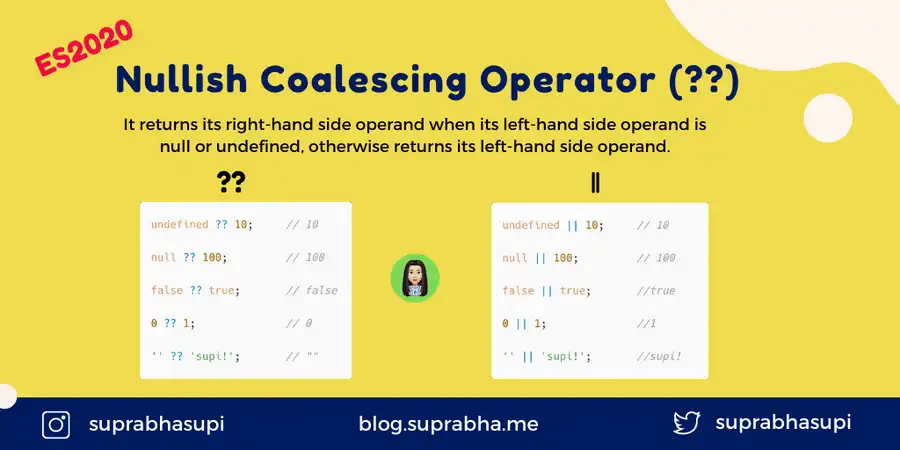 ES2020
Nullish Coalescing Operator (??)
It returns its right-hand side operand when its left-hand side operand is
null or undefined, otherwise returns its left-hand side operand.
??
undefined ?? 10; // 10
null ?? 100; // 100
false ?? true; // false
0 ?? 1; // 0
'' ?? 'supi!'; // ""
||
undefined || 10; // 10
null || 100; // 100
false || true; //true
0 || 1; //1
'' || 'supi!'; //supi!
suprabhasupi
blog.suprabha.me
suprabhasupi